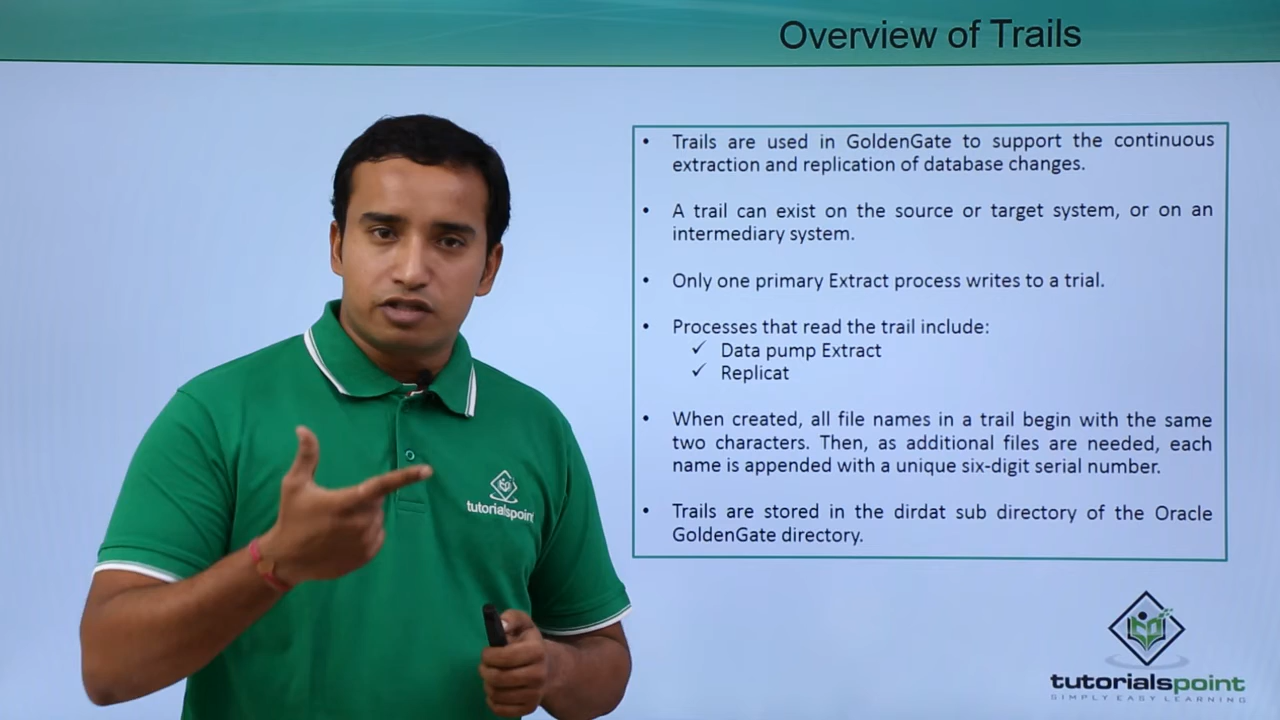 Overview of Trails
• Trails are used in GoldenGate to support the continuous
extraction and replication of database changes.
• A trail can exist on the source or target system, or on an
intermediary system.
• Only one primary Extract process writes to a trial.
• Processes that read the trail include:
✓ Data pump Extract
✓ Replicat
• When created, all file names in a trail begin with the same
two characters. Then, as additional files are needed, each
name is appended with a unique six-digit serial number.
• Trails are stored in the dirdat sub directory of the Oracle
GoldenGate directory.
tutorialspoint
tutorialspoint
SIMPLY EASY LEARNING